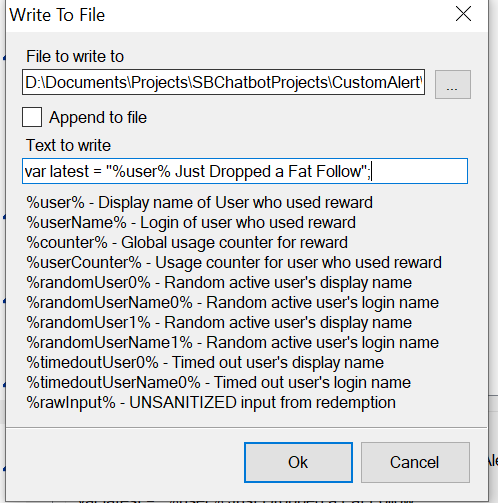 Write To File
File to write to
D:\Documents\Projects\SBChatbotProjects\CustomAlert\
...
Append to file
Text to write
var latest = "%user% Just Dropped a Fat Follow";
%user% - Display name of User who used reward
%userName% - Login of user who used reward
%counter% - Global usage counter for reward
%userCounter% - Usage counter for user who used reward
%randomUser0% - Random active user's display name
%randomUserName0% - Random active user's login name
%randomUser1% - Random active user's display name
%randomUserName1% - Random active user's login name
%timedoutUser0% - Timed out user's display name
%timedoutUserName0% - Timed out user's login name
%rawInput% - UNSANITIZED input from redemption
Ok
Cancel